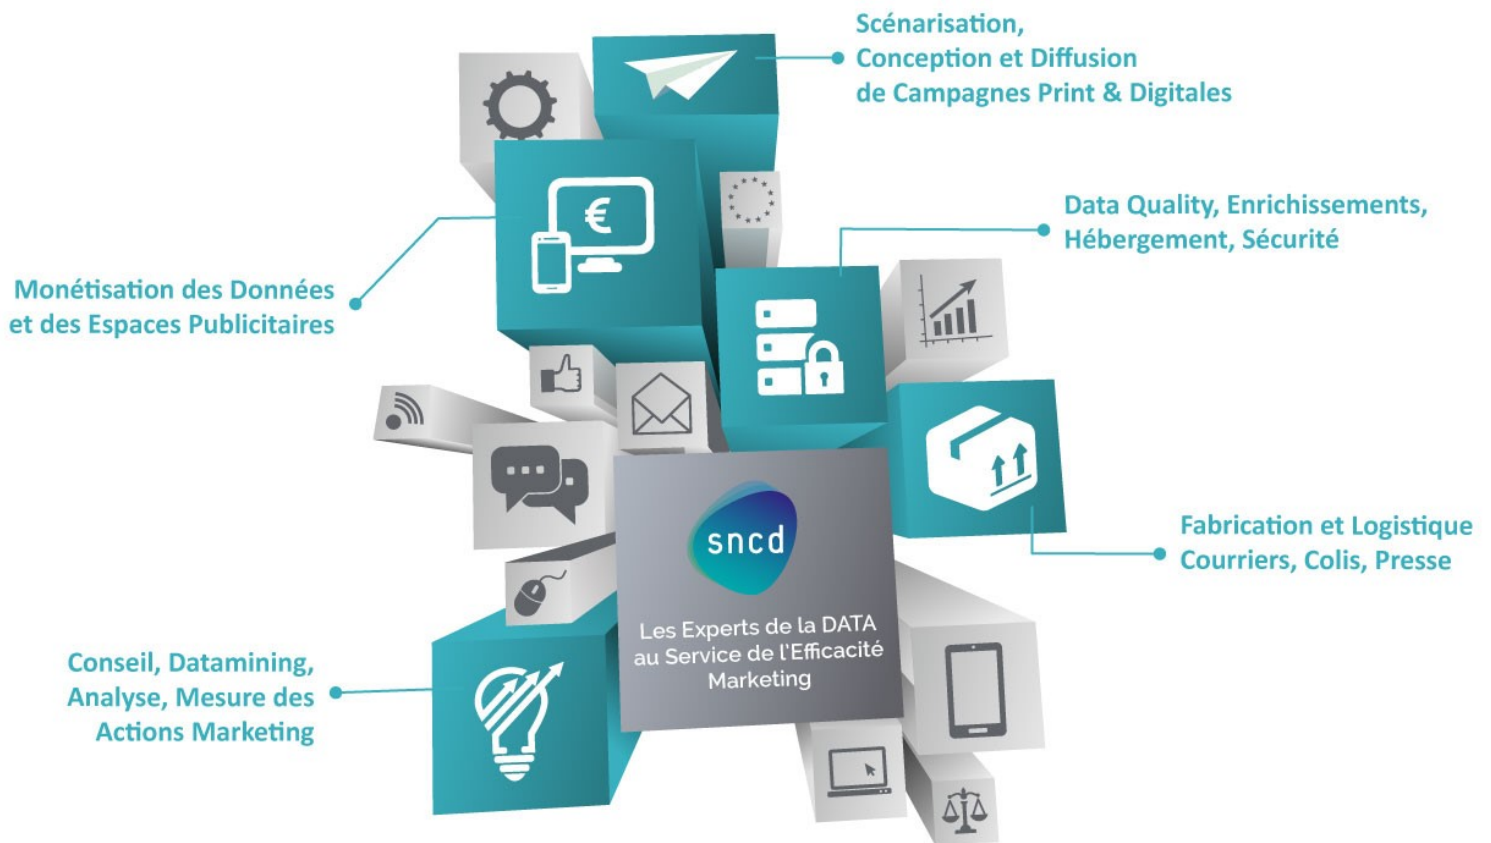 Scénarisation,
Conception et Diffusion
de Campagnes Print & Digitales
Data Quality, Enrichissements,
Hébergement, Sécurité
€
Monétisation des Données
et des Espaces Publicitaires
Fabrication et Logistique
Courriers, Colis, Presse
sncd
Les Experts de la DATA
au Service de l'Efficacité
Marketing
Conseil, Datamining,
Analyse, Mesure des
Actions Marketing